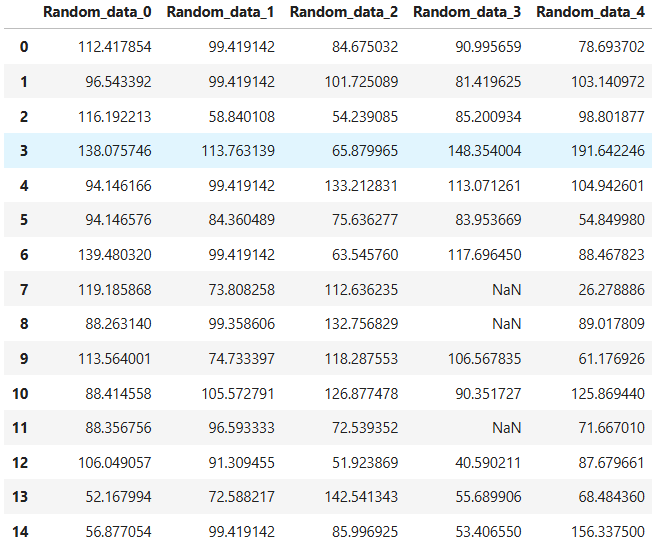 Random_data_0 Random_data_1 Random_data_2 Random_data_3 Random_data_4
0 112.417854 99.419142 84.675032 90.995659 78.693702
1 96.543392 99.419142 101.725089 81.419625 103.140972
2 116.192213 58.840108 54.239085 85.200934 98.801877
3 138.075746 113.763139 65.879965 148.354004 191.642246
4 94.146166 99.419142 133.212831 113.071261 104.942601
5 94.146576 84.360489 75.636277 83.953669 54.849980
6 139.480320 99.419142 63.545760 117.696450 88.467823
7 119.185868 73.808258 112.636235 NaN 26.278886
8 88.263140 99.358606 132.756829 NaN 89.017809
9 113.564001 74.733397 118.287553 106.567835 61.176926
10 88.414558 105.572791 126.877478 90.351727 125.869440
11 88.356756 96.593333 72.539352 NaN 71.667010
12 106.049057 91.309455 51.923869 40.590211 87.679661
13 52.167994 72.588217 142.541343 55.689906 68.484360
14 56.877054 99.419142 85.996925 53.406550 156.337500